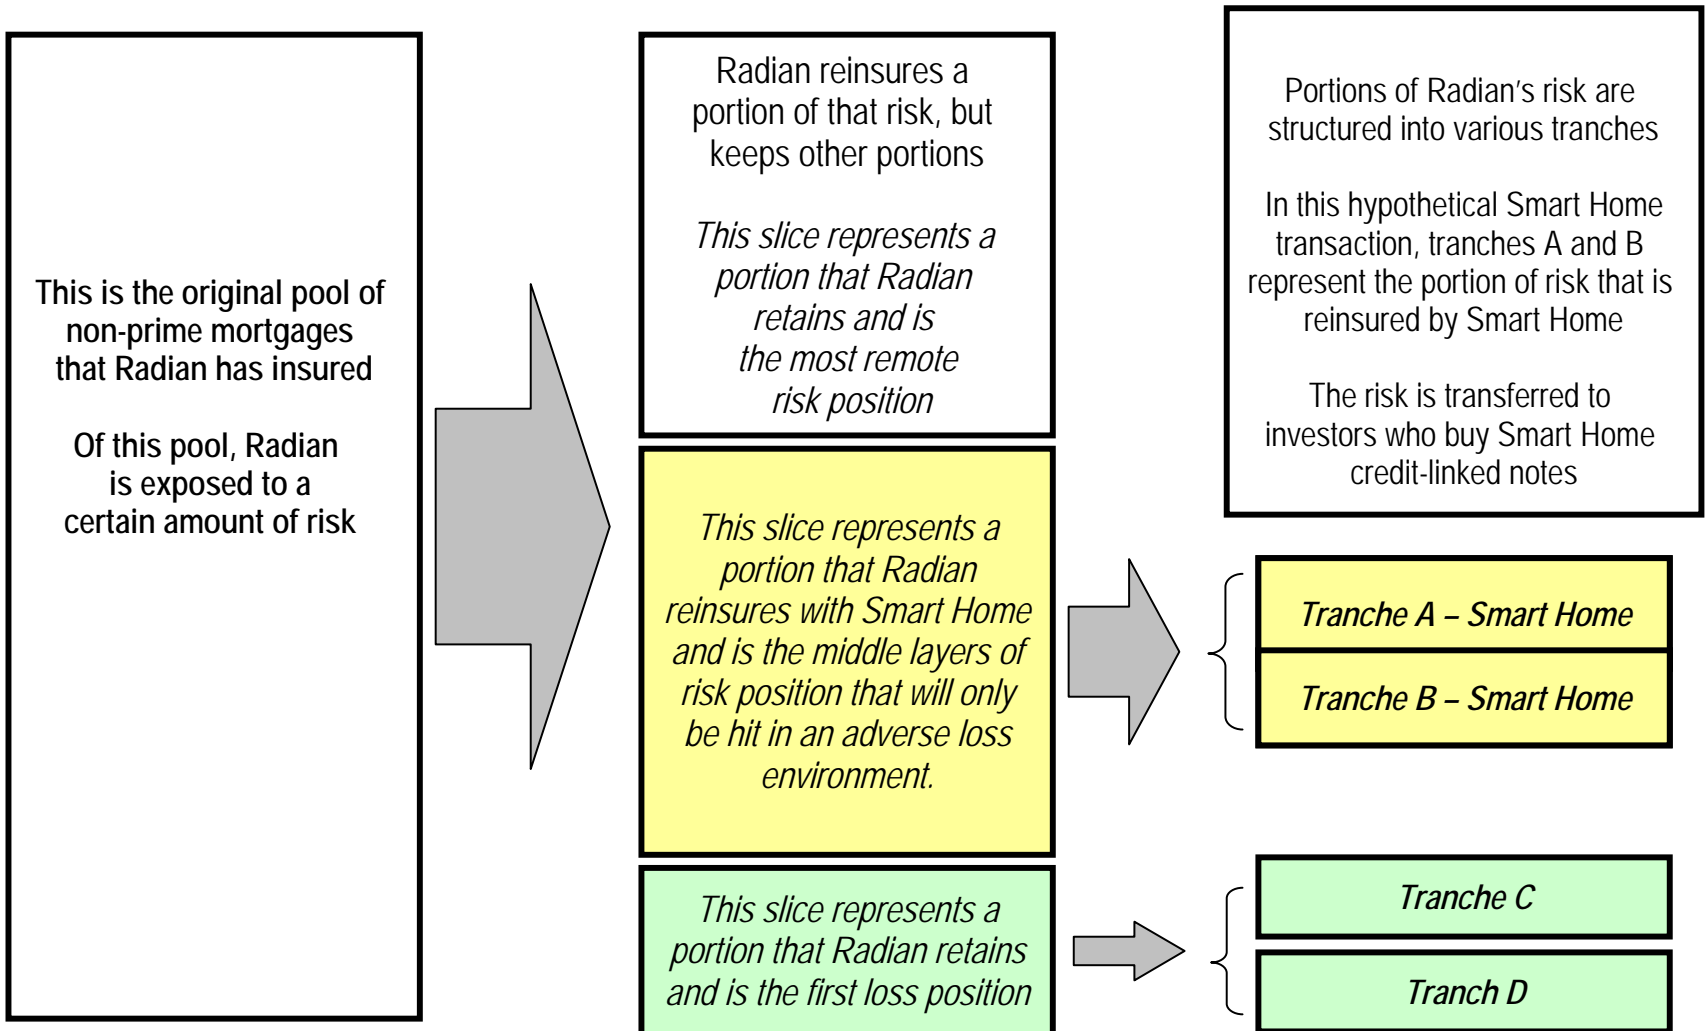 This is the original pool of
non-prime mortgages
that Radian has insured
Of this pool, Radian
is exposed to a
certain amount of risk
Radian reinsures a
portion of that risk, but
keeps other portions
This slice represents a
portion that Radian
retains and is
the most remote
risk position
This slice represents a
portion that Radian
reinsures with Smart Home
and is the middle layers of
risk position that will only
be hit in an adverse loss
environment.
This slice represents a
portion that Radian retains
and is the first loss position
Portions of Radian’s risk are
structured into various tranches
In this hypothetical Smart Home
transaction, tranches A and B
represent the portion of risk that is
reinsured by Smart Home
The risk is transferred to
investors who buy Smart Home
credit-linked notes
Tranche A – Smart Home
Tranche B – Smart Home
Tranche C
Tranch D